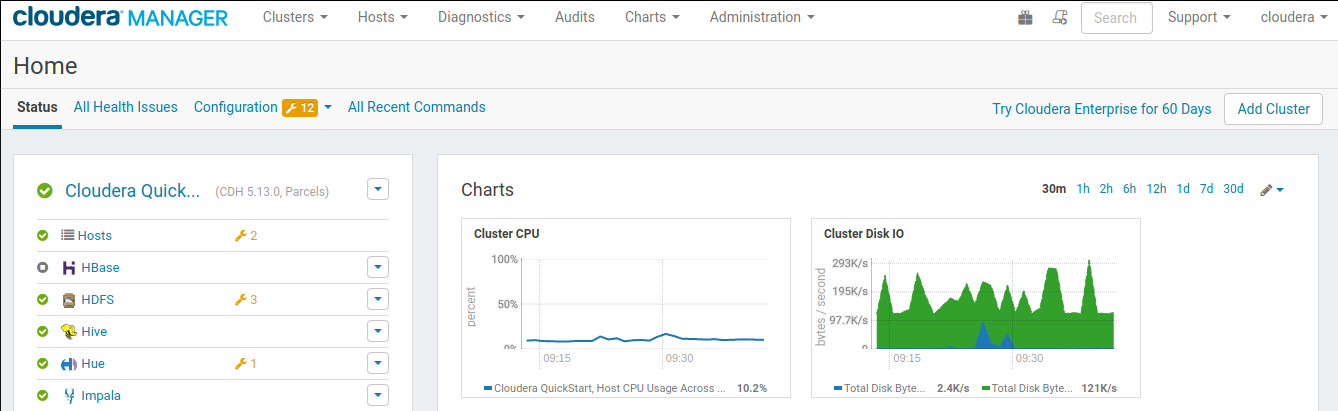 cloudera MANAGER Clusters Hosts Diagnostics Audits Charts Administration Search Support cloudera
Home
Status All Health Issues Configuration 12 All Recent Commands Try Cloudera Enterprise for 60 Days Add Cluster
Cloudera Quick... (CDH 5.13.0, Parcels)
Hosts 2
HBase
HDFS 3
Hive
Hue 1
Impala
Charts 30m 1h 2h 6h 12h 1d 7d 30d
Cluster CPU
percent
100%
50%
0%
09:15 09:30
Cloudera QuickStart, Host CPU Usage Across ... 10.2%
Cluster Disk IO
bytes / second
293K/s
195K/s
97.7K/s
0
09:15 09:30
Total Disk Byte... 2.4K/s Total Disk Byte... 121K/s